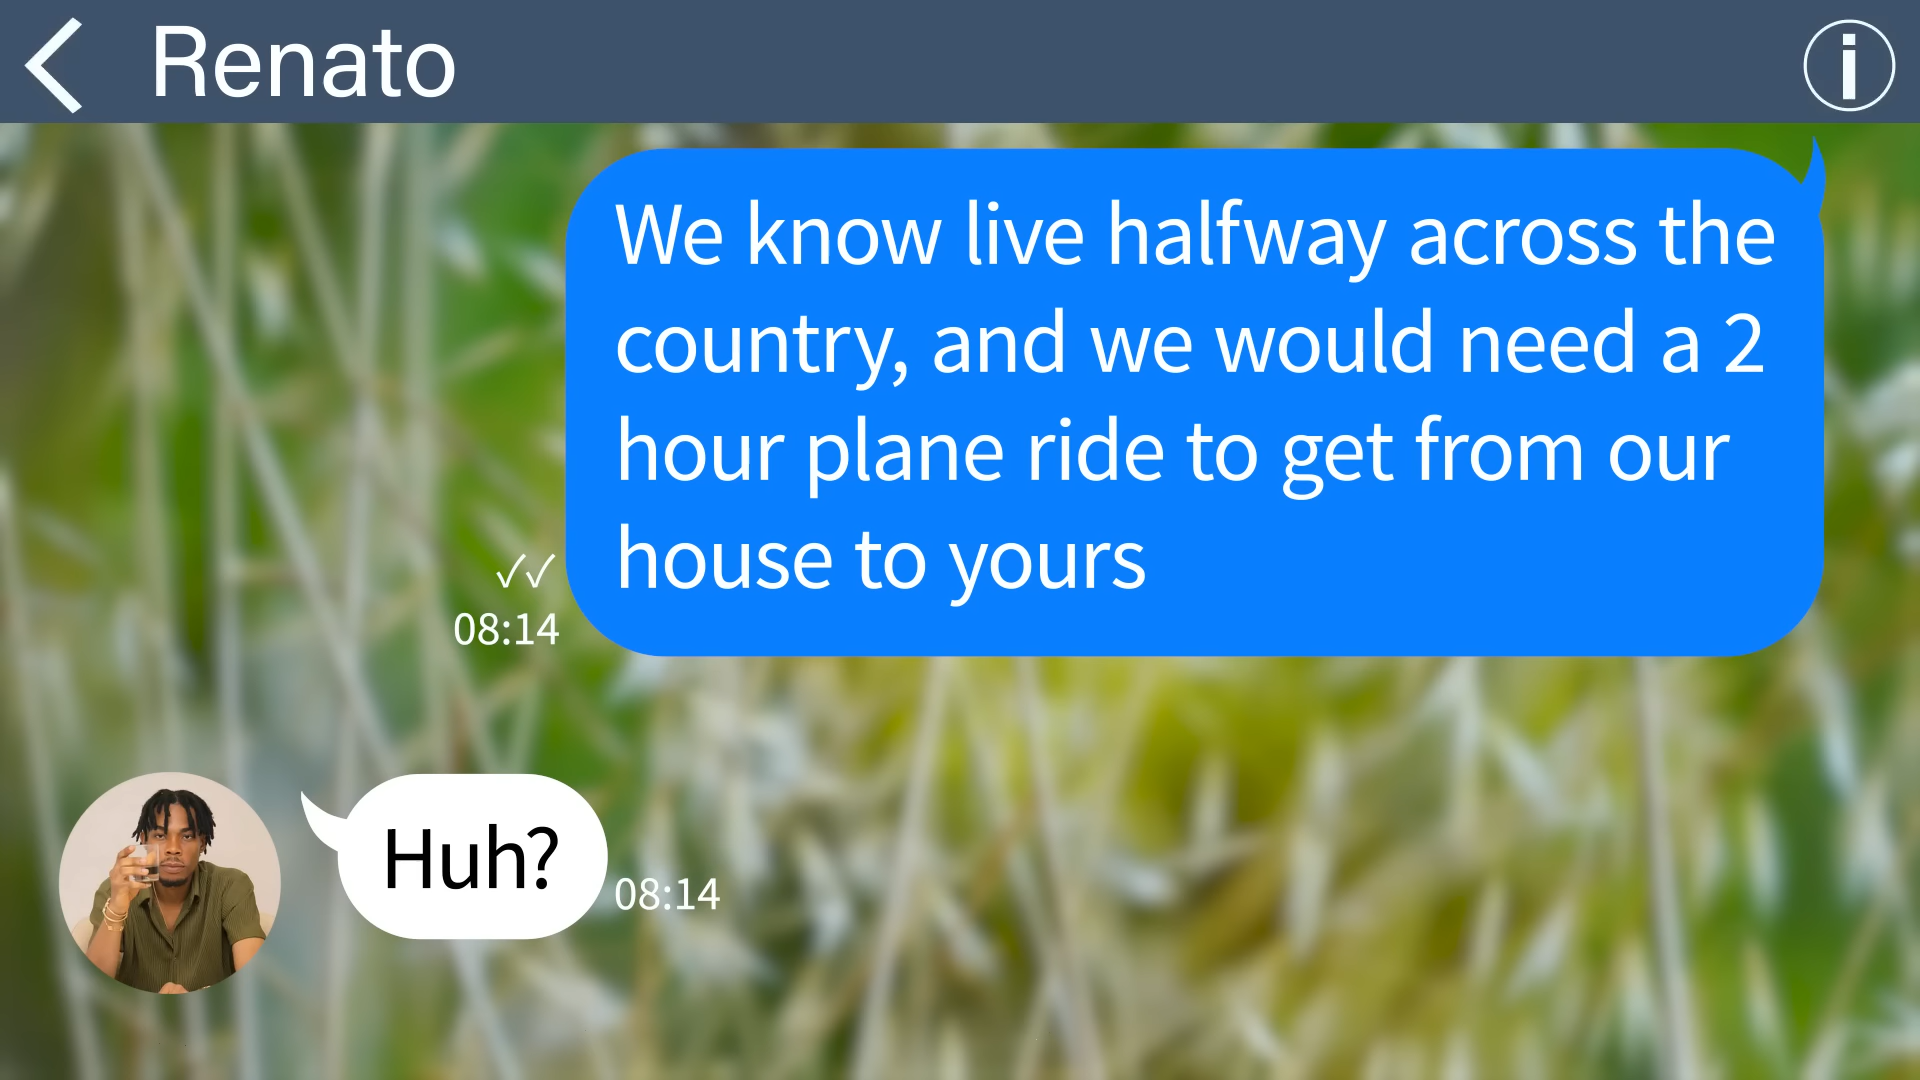 Renato
We know live halfway across the
country, and we would need a 2
hour plane ride to get from our
house to yours
✓✓
08:14
Huh?
08:14